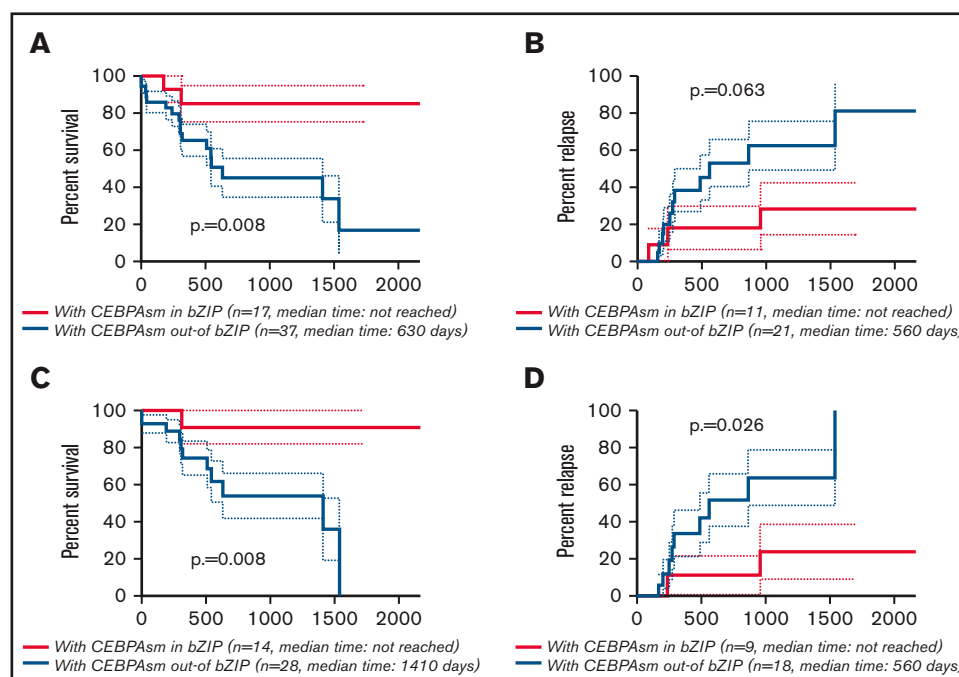 A
Percent survival
100
80
60
40
20
0
p.=0.008
0 500 1000 1500 2000
With CEBPAsm in bZIP (n=17, median time: not reached)
With CEBPAsm out-of bZIP (n=37, median time: 630 days)
B
Percent relapse
100
80
60
40
20
0
p.=0.063
0 500 1000 1500 2000
With CEBPAsm in bZIP (n=11, median time: not reached)
With CEBPAsm out-of bZIP (n=21, median time: 560 days)
C
Percent survival
100
80
60
40
20
0
p.=0.008
0 500 1000 1500 2000
With CEBPAsm in bZIP (n=14, median time: not reached)
With CEBPAsm out-of bZIP (n=28, median time: 1410 days)
D
Percent relapse
100
80
60
40
20
0
p.=0.026
0 500 1000 1500 2000
With CEBPAsm in bZIP (n=9, median time: not reached)
With CEBPAsm out-of bZIP (n=18, median time: 560 days)